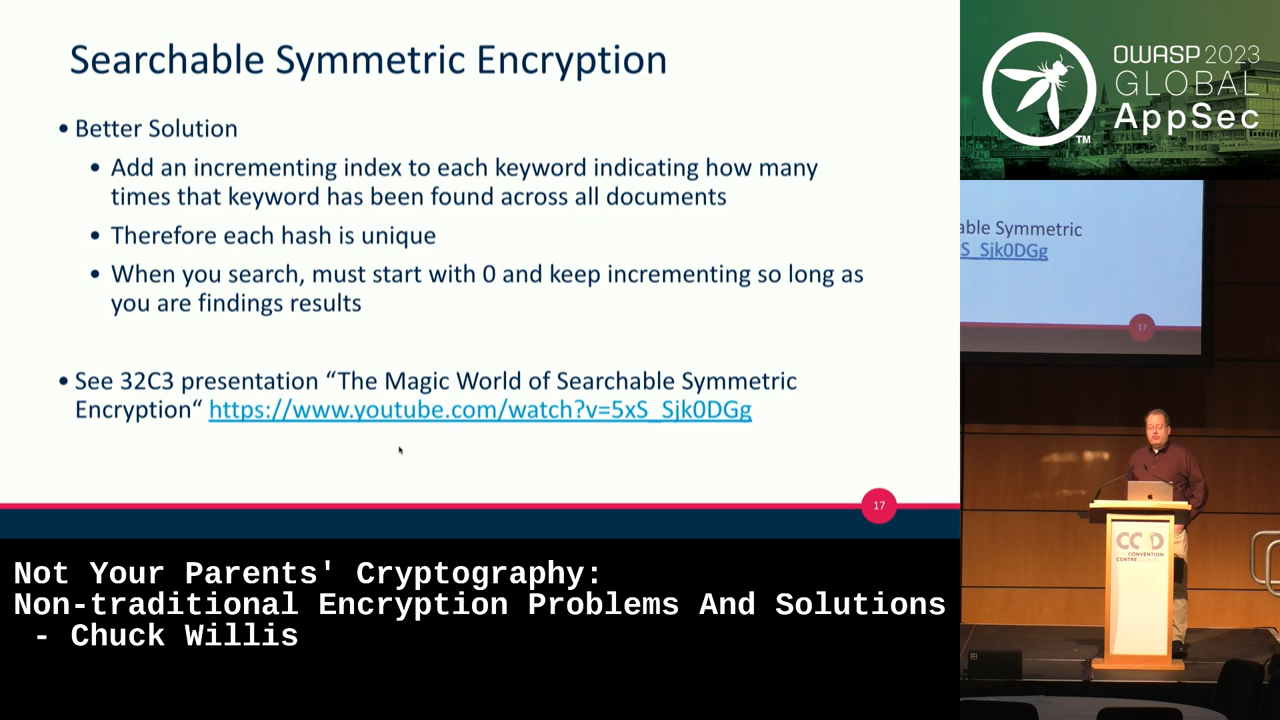 Searchable Symmetric Encryption
• Better Solution
• Add an incrementing index to each keyword indicating how many
times that keyword has been found across all documents
• Therefore each hash is unique
• When you search, must start with 0 and keep incrementing so long as
you are findings results
• See 32C3 presentation “The Magic World of Searchable Symmetric
Encryption“ https://www.youtube.com/watch?v=5xS_Sjk0DGg
17
OWASP 2023
GLOBAL
AppSec
TM
able Symmetric
S_Sjk0DGg
17
CONVENTION
CENTRE
Not Your Parents' Cryptography:
Non-traditional Encryption Problems And Solutions
- Chuck Willis